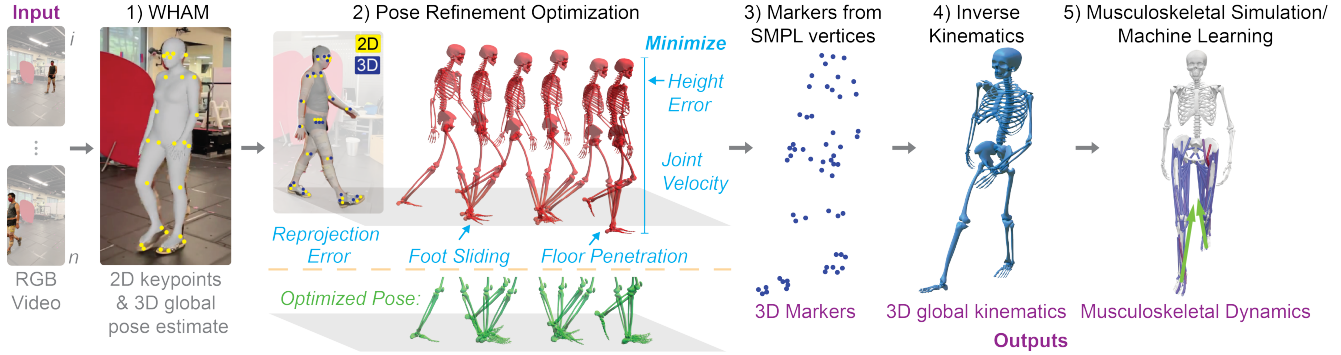 Input
i
n
RGB
Video
1) WHAM
2D keypoints
& 3D global
pose estimate
2) Pose Refinement Optimization
2D
3D
Minimize
Height
Error
Joint
Velocity
Reprojection
Error
Foot Sliding
Floor Penetration
Optimized Pose:
3) Markers from
SMPL vertices
3D Markers
4) Inverse
Kinematics
3D global kinematics
5) Musculoskeletal Simulation/
Machine Learning
Musculoskeletal Dynamics
Outputs